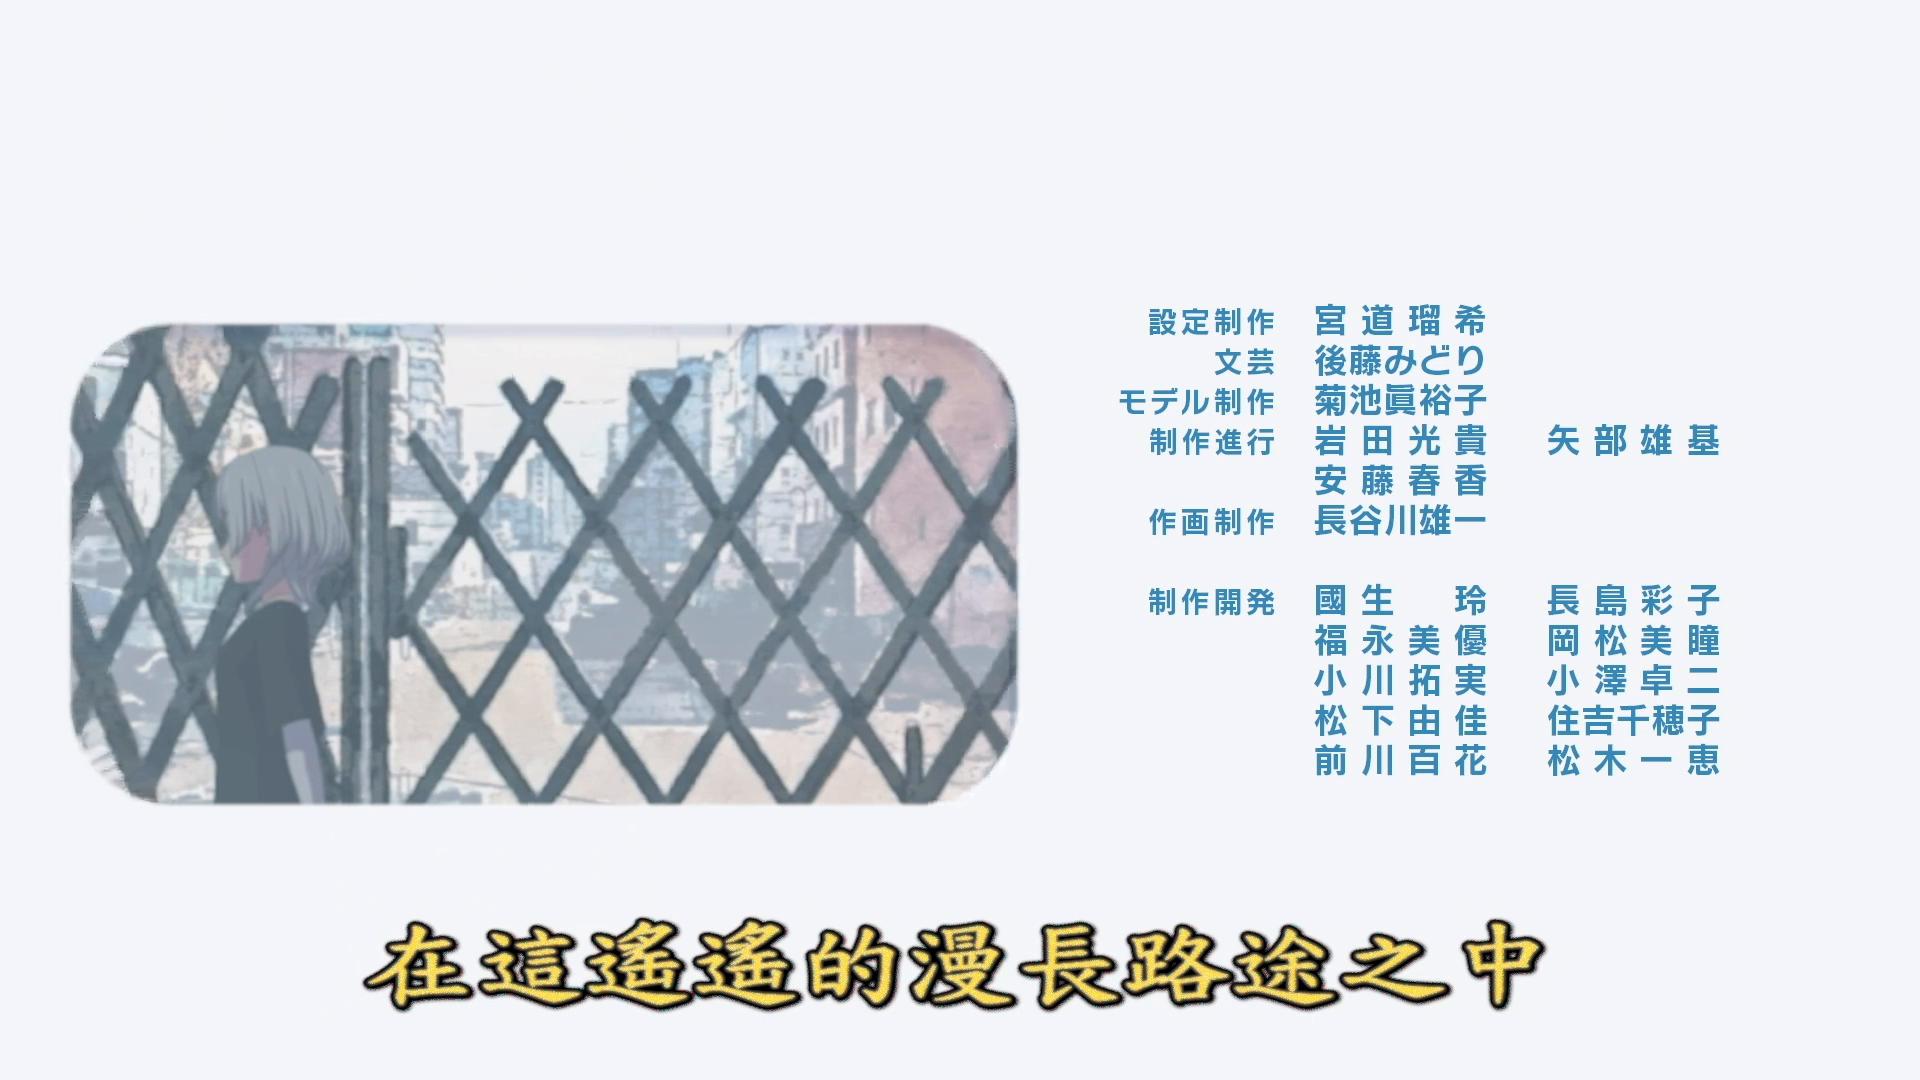 設定制作 宮道瑠希
文芸 後藤みどり
モデル制作 菊池眞裕子
制作進行 岩田光貴 矢部雄基
安藤春香
作画制作 長谷川雄一
制作開発 國生 玲 長島彩子
福永美優 岡松美瞳
小川拓実 小澤卓二
松下由佳 住吉千穂子
前川百花 松木一恵
在這遙遙的漫長路途之中